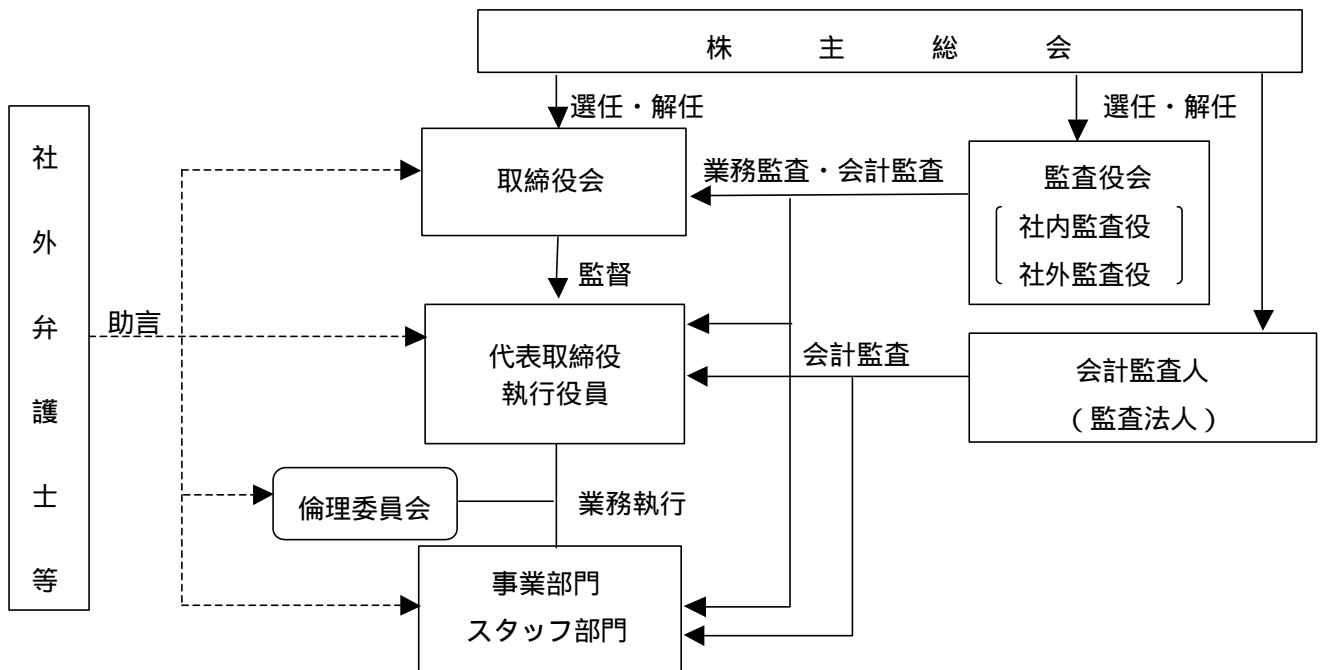 株主総会
選任・解任
選任・解任
社外弁護士等
取締役会
業務監査・会計監査
監査役会
社内監査役
社外監査役
監督
助言
代表取締役
執行役員
会計監査
会計監査人
(監査法人)
倫理委員会
業務執行
事業部門
スタッフ部門